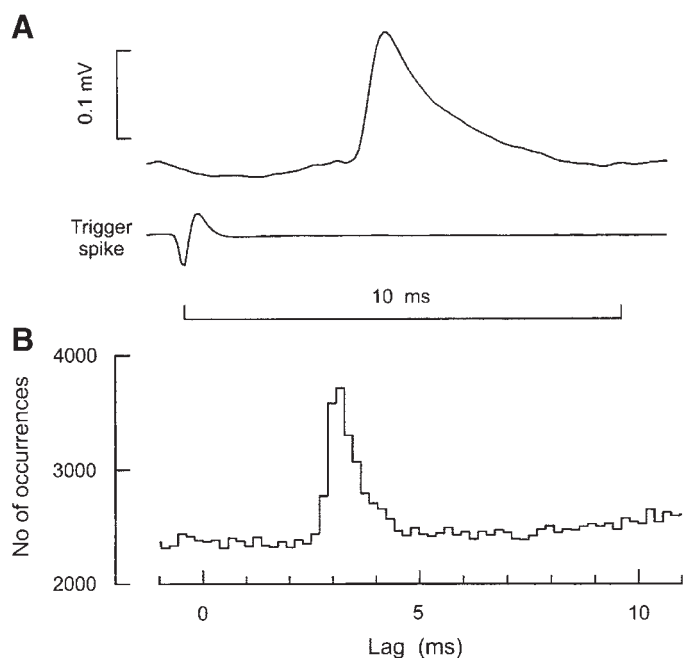 A
0.1 mV
Trigger
spike
10 ms
B
4000
3000
2000
No of occurrences
0
5
10
Lag (ms)